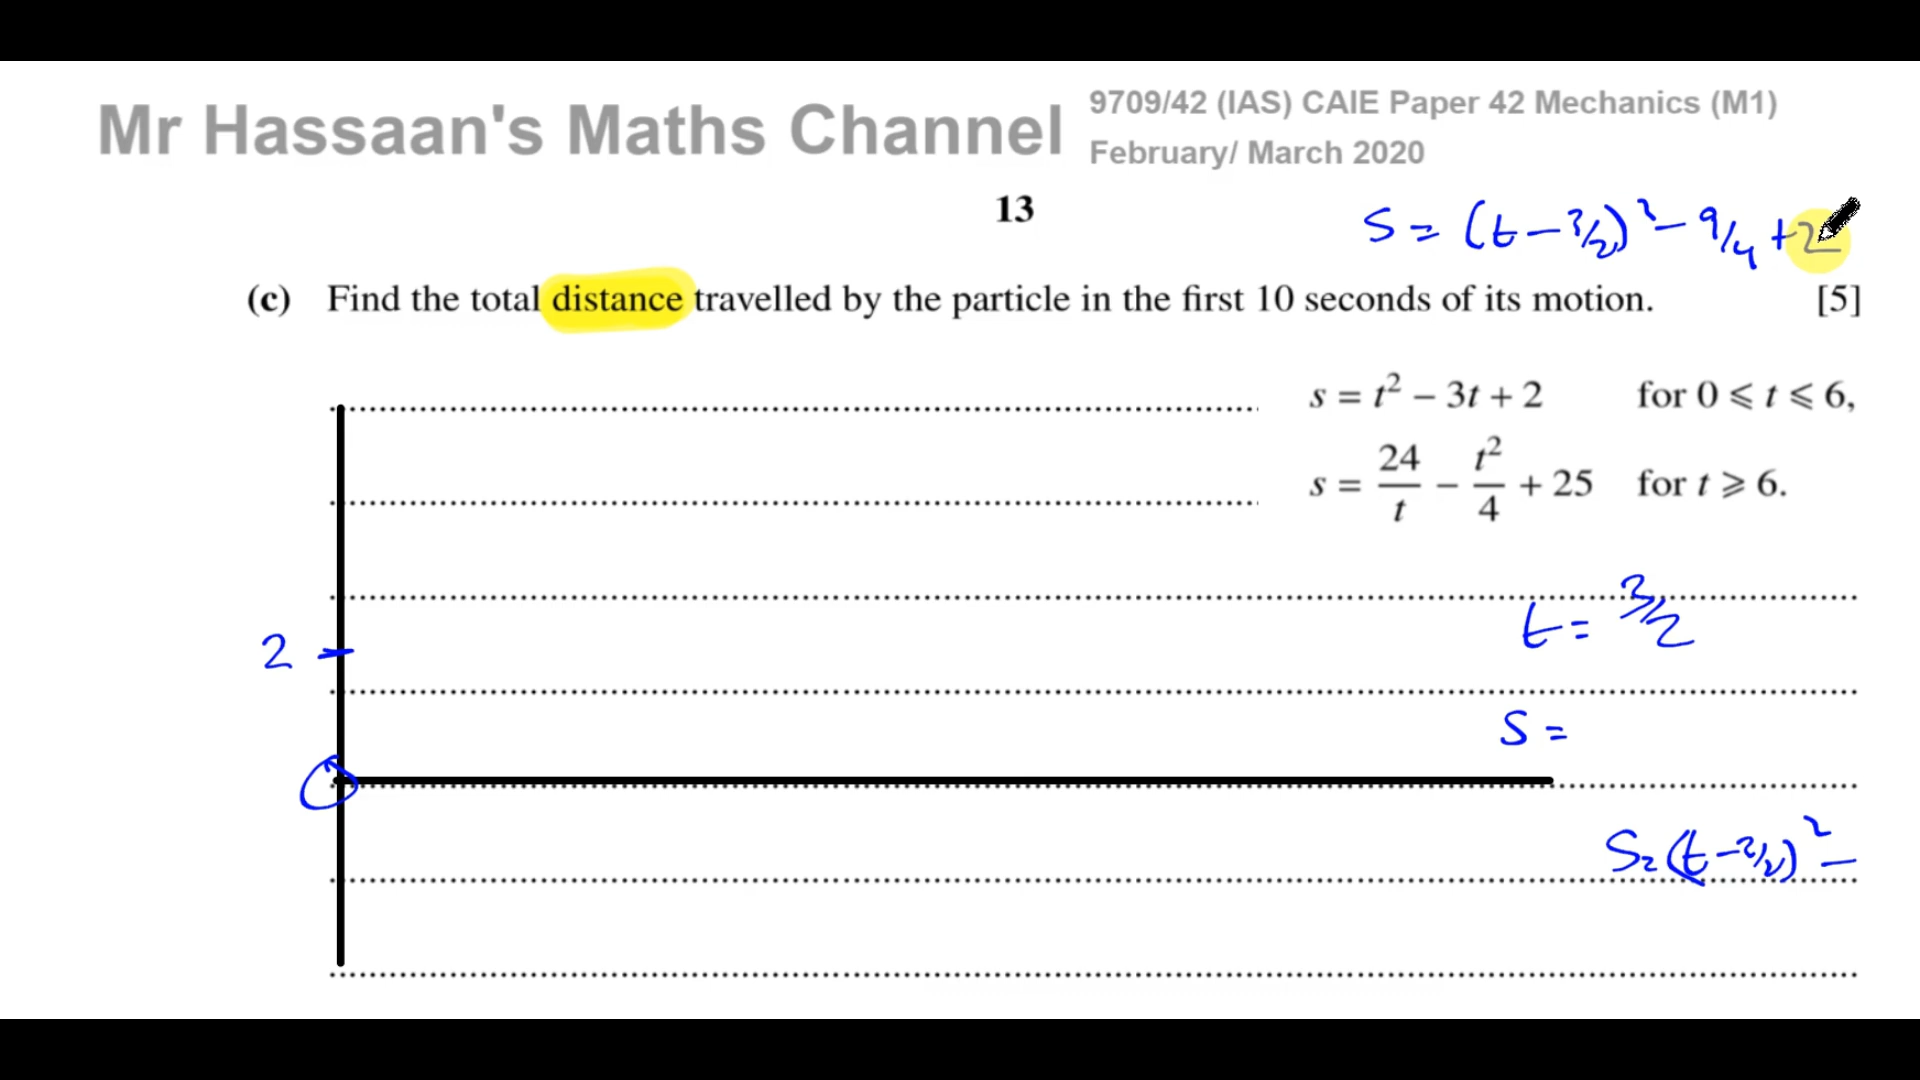 Mr Hassaan's Maths Channel
9709/42 (IAS) CAIE Paper 42 Mechanics (M1)
February/ March 2020
13
s = (t - 3/2)² - 9/4 + 2
(c) Find the total distance travelled by the particle in the first 10 seconds of its motion. [5]
s = t² − 3t + 2 for 0 ⩽ t ⩽ 6,
s = 24/t − t²/4 + 25 for t ⩾ 6.
t = 3/2
2
s =
s = (t - 3/2)² -